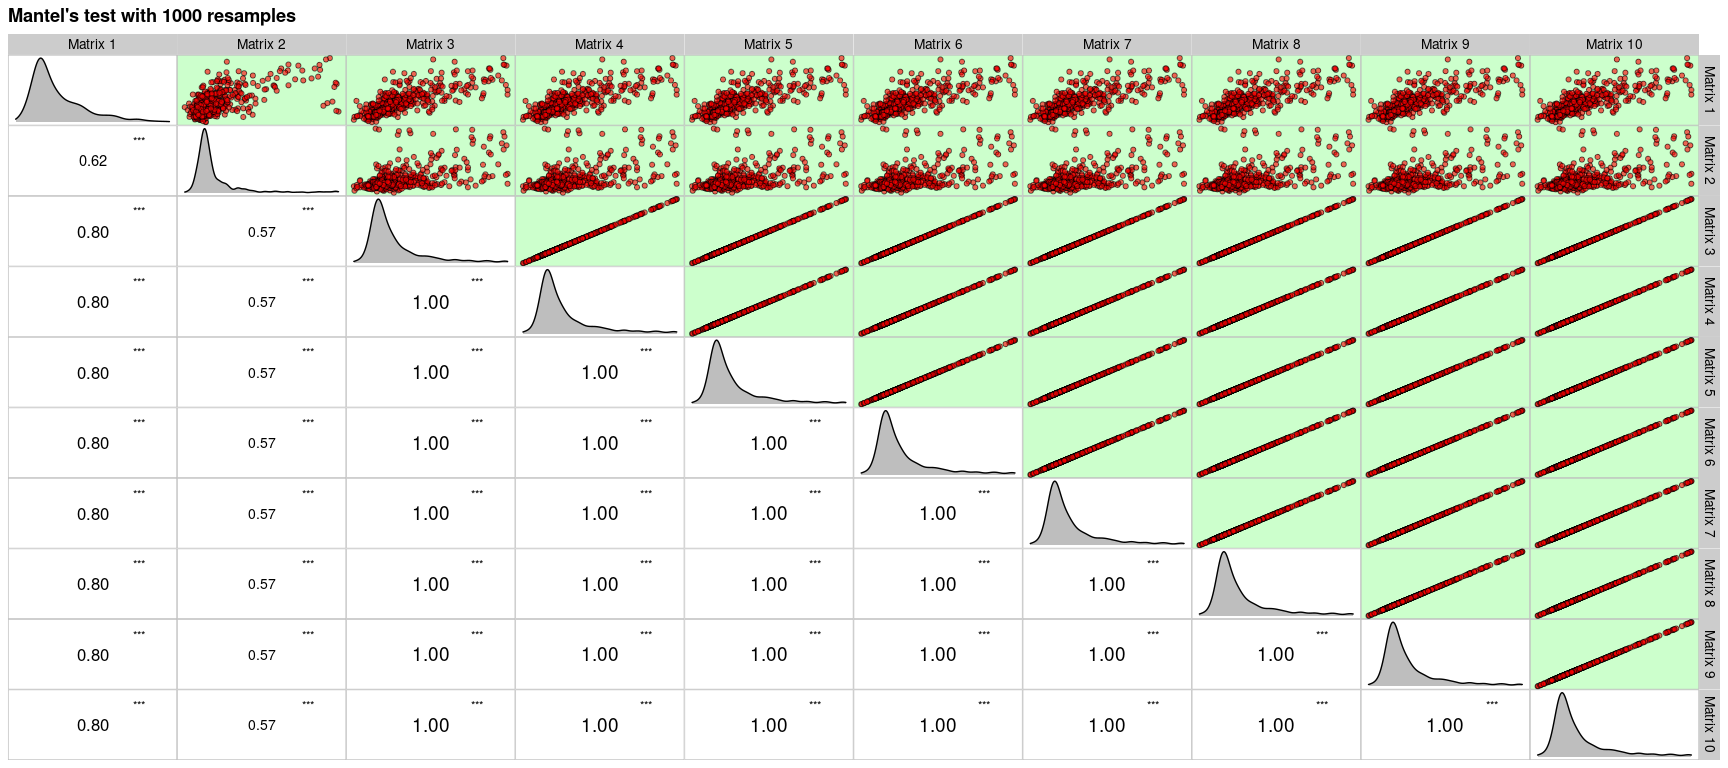 Mantel's test with 1000 resamples
Matrix 1 Matrix 2 Matrix 3 Matrix 4 Matrix 5 Matrix 6 Matrix 7 Matrix 8 Matrix 9 Matrix 10
Matrix 1
*** 0.62 Matrix 2
*** 0.80 *** 0.57 Matrix 3
*** 0.80 *** 0.57 *** 1.00 Matrix 4
*** 0.80 *** 0.57 *** 1.00 *** 1.00 Matrix 5
*** 0.80 *** 0.57 *** 1.00 *** 1.00 *** 1.00 Matrix 6
*** 0.80 *** 0.57 *** 1.00 *** 1.00 *** 1.00 *** 1.00 Matrix 7
*** 0.80 *** 0.57 *** 1.00 *** 1.00 *** 1.00 *** 1.00 *** 1.00 Matrix 8
*** 0.80 *** 0.57 *** 1.00 *** 1.00 *** 1.00 *** 1.00 *** 1.00 *** 1.00 Matrix 9
*** 0.80 *** 0.57 *** 1.00 *** 1.00 *** 1.00 *** 1.00 *** 1.00 *** 1.00 *** 1.00 Matrix 10